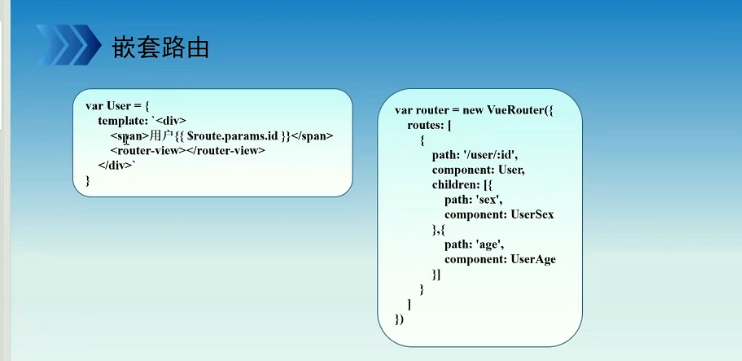 嵌套路由
var User = {
template: `<div>
<span>用户{{ $route.params.id }}</span>
<router-view></router-view>
</div>`
}
var router = new VueRouter({
routes: [
{
path: '/user/:id',
component: User,
children: [{
path: 'sex',
component: UserSex
},{
path: 'age',
component: UserAge
}]
}
]
})